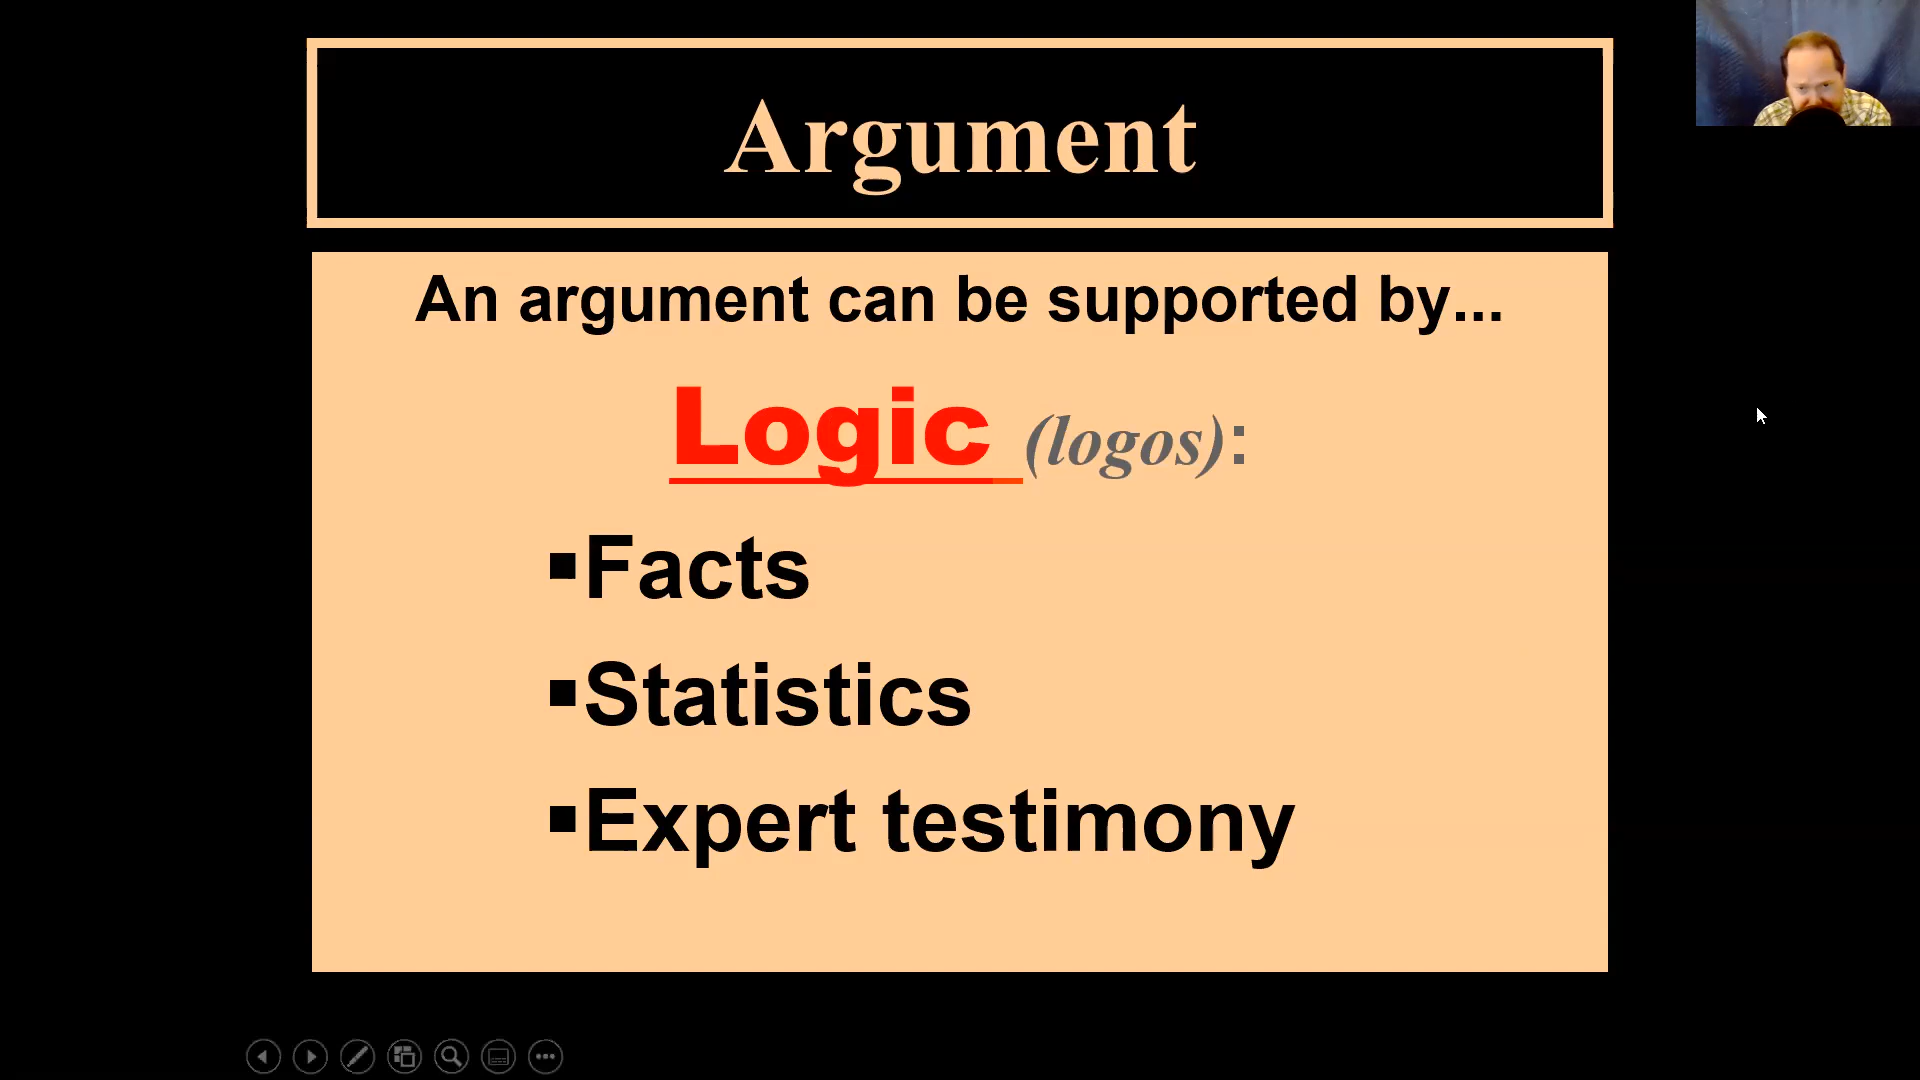 Argument
An argument can be supported by...
Logic (logos):
▪Facts
▪Statistics
▪Expert testimony